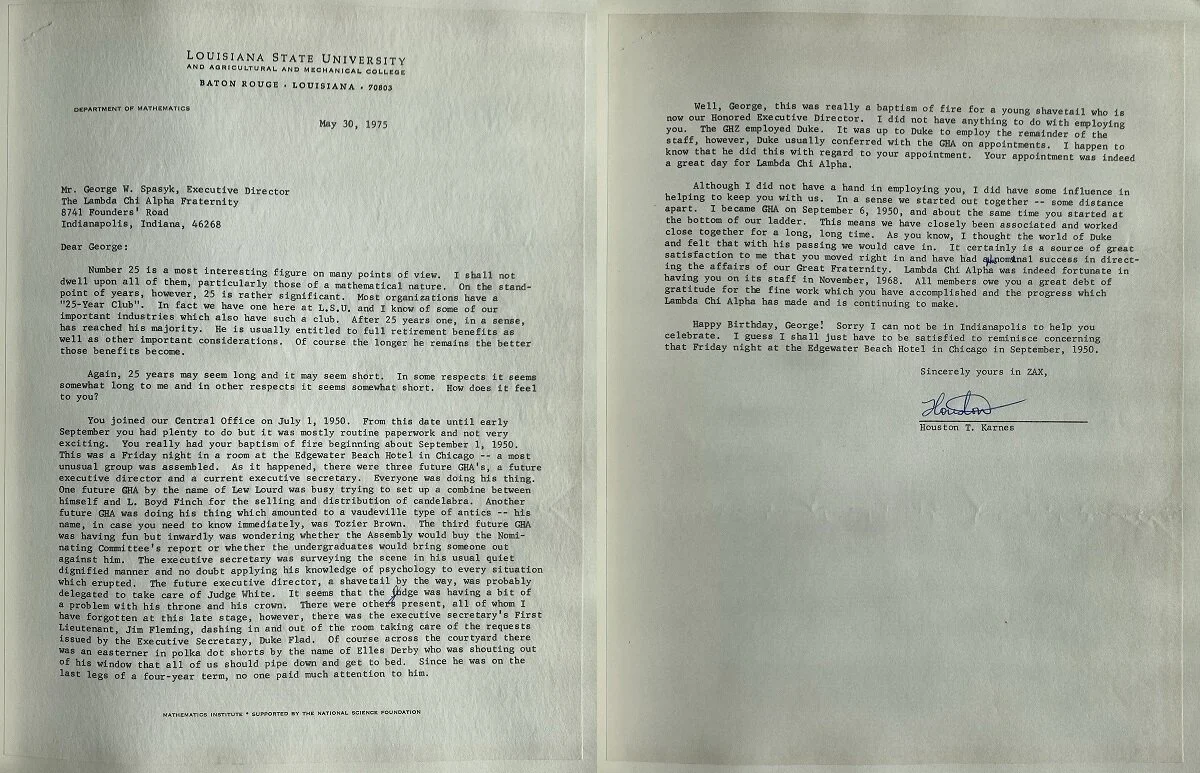 LOUISIANA STATE UNIVERSITY
AND AGRICULTURAL AND MECHANICAL COLLEGE
BATON ROUGE · LOUISIANA · 70803
DEPARTMENT OF MATHEMATICS
May 30, 1975
Mr. George W. Spasyk, Executive Director
The Lambda Chi Alpha Fraternity
8741 Founders' Road
Indianapolis, Indiana, 46268
Dear George:
Number 25 is a most interesting figure on many points of view. I shall not
dwell upon all of them, particularly those of a mathematical nature. On the stand-
point of years, however, 25 is rather significant. Most organizations have a
"25-Year Club". In fact we have one here at L.S.U. and I know of some of our
important industries which also have such a club. After 25 years one, in a sense,
has reached his majority. He is usually entitled to full retirement benefits as
well as other important considerations. Of course the longer he remains the better
those benefits become.
Again, 25 years may seem long and it may seem short. In some respects it seems
somewhat long to me and in other respects it seems somewhat short. How does it feel
to you?
You joined our Central Office on July 1, 1950. From this date until early
September you had plenty to do but it was mostly routine paperwork and not very
exciting. You really had your baptism of fire beginning about September 1, 1950.
This was a Friday night in a room at the Edgewater Beach Hotel in Chicago -- a most
unusual group was assembled. As it happened, there were three future GHA's, a future
executive director and a current executive secretary. Everyone was doing his thing.
One future GHA by the name of Lew Lourd was busy trying to set up a combine between
himself and L. Boyd Finch for the selling and distribution of candelabra. Another
future GHA was doing his thing which amounted to a vaudeville type of antics -- his
name, in case you need to know immediately, was Tozier Brown. The third future GHA
was having fun but inwardly was wondering whether the Assembly would buy the Nomi-
nating Committee's report or whether the undergraduates would bring someone out
against him. The executive secretary was surveying the scene in his usual quiet
dignified manner and no doubt applying his knowledge of psychology to every situation
which erupted. The future executive director, a shavetail by the way, was probably
delegated to take care of Judge White. It seems that the Judge was having a bit of
a problem with his throne and his crown. There were others present, all of whom I
have forgotten at this late stage, however, there was the executive secretary's First
Lieutenant, Jim Fleming, dashing in and out of the room taking care of the requests
issued by the Executive Secretary, Duke Flad. Of course across the courtyard there
was an easterner in polka dot shorts by the name of Elles Derby who was shouting out
of his window that all of us should pipe down and get to bed. Since he was on the
last legs of a four-year term, no one paid much attention to him.
MATHEMATICS INSTITUTE · SUPPORTED BY THE NATIONAL SCIENCE FOUNDATION
Well, George, this was really a baptism of fire for a young shavetail who is
now our Honored Executive Director. I did not have anything to do with employing
you. The GHZ employed Duke. It was up to Duke to employ the remainder of the
staff, however, Duke usually conferred with the GHA on appointments. I happen to
know that he did this with regard to your appointment. Your appointment was indeed
a great day for Lambda Chi Alpha.
Although I did not have a hand in employing you, I did have some influence in
helping to keep you with us. In a sense we started out together -- some distance
apart. I became GHA on September 6, 1950, and about the same time you started at
the bottom of our ladder. This means we have closely been associated and worked
close together for a long, long time. As you know, I thought the world of Duke
and felt that with his passing we would cave in. It certainly is a source of great
satisfaction to me that you moved right in and have had success in direct-
ing the affairs of our Great Fraternity. Lambda Chi Alpha was indeed fortunate in
having you on its staff in November, 1968. All members owe you a great debt of
gratitude for the fine work which you have accomplished and the progress which
Lambda Chi Alpha has made and is continuing to make.
Happy Birthday, George! Sorry I can not be in Indianapolis to help you
celebrate. I guess I shall just have to be satisfied to reminisce concerning
that Friday night at the Edgewater Beach Hotel in Chicago in September, 1950.
Sincerely yours in ZAX,
Houston
Houston T. Karnes